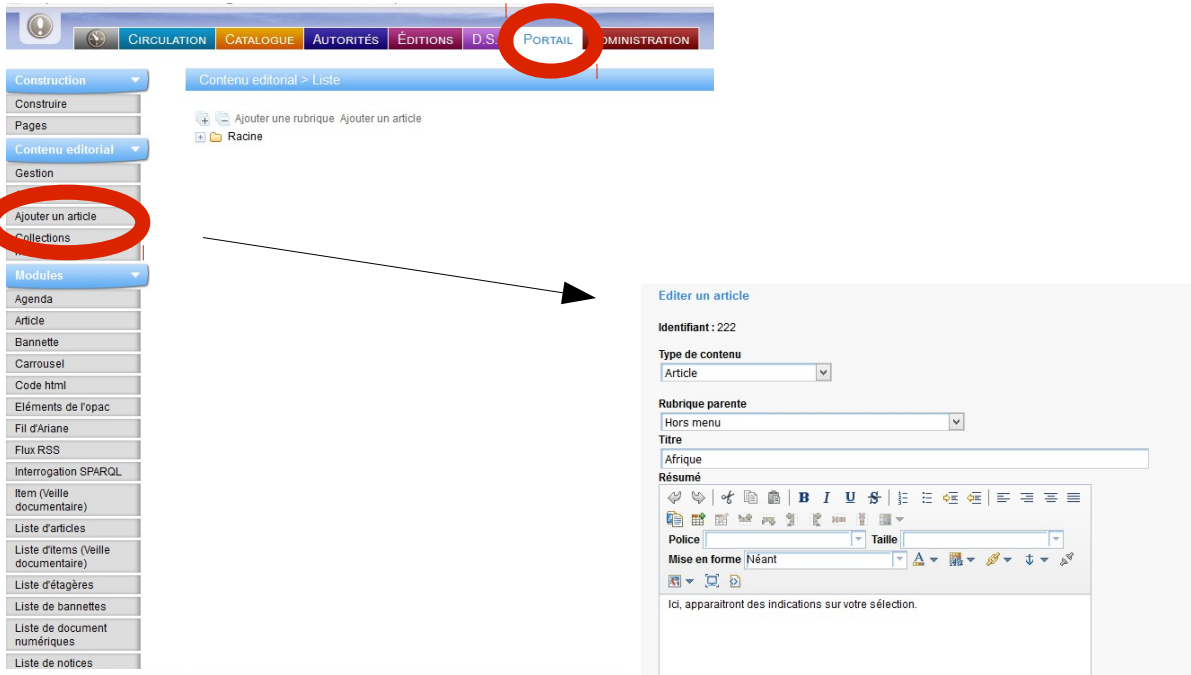 CIRCULATION CATALOGUE AUTORITÉS ÉDITIONS D.S. PORTAIL
Construction
Construire
Pages
Contenu editorial
Gestion
Ajouter un article
Collections
Modules
Agenda
Article
Bannette
Carrousel
Code html
Eléments de l'opac
Fil d'Ariane
Flux RSS
Interrogation SPARQL
Item (Veille
documentaire)
Liste d'articles
Liste d'items (Veille
documentaire)
Liste d'étagères
Liste de bannettes
Liste de document
numériques
Liste de notices
Contenu editorial > Liste
Ajouter une rubrique Ajouter un article
Racine
Editer un article
Identifiant : 222
Type de contenu
Article
Rubrique parente
Hors menu
Titre
Afrique
Résumé
B I U S
Police Taille
Mise en forme Néant
Ici, apparaitront des indications sur votre sélection.